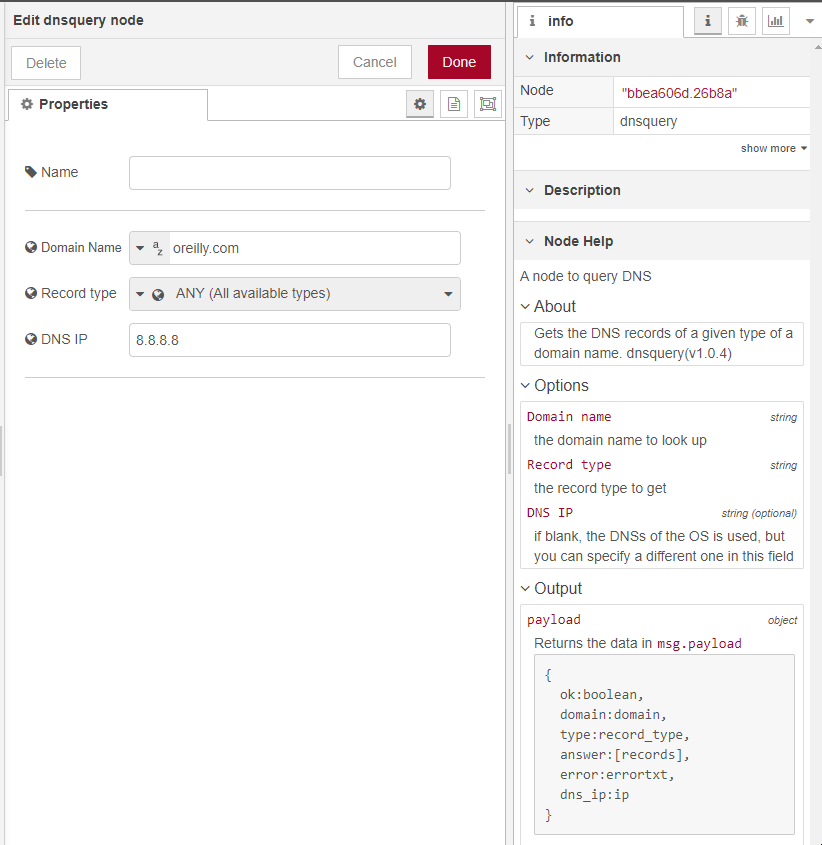 Edit dnsquery node
Delete
Cancel
Done
Properties
Name
Domain Name
a
z
oreilly.com
Record type
ANY (All available types)
DNS IP
8.8.8.8
i info
i
Information
Node "bbea606d.26b8a"
Type dnsquery
show more
Description
Node Help
A node to query DNS
About
Gets the DNS records of a given type of a
domain name. dnsquery(v1.0.4)
Options
Domain name string
the domain name to look up
Record type string
the record type to get
DNS IP string (optional)
if blank, the DNSs of the OS is used, but
you can specify a different one in this field
Output
payload object
Returns the data in msg.payload
{
ok:boolean,
domain:domain,
type:record_type,
answer:[records],
error:errortxt,
dns_ip:ip
}